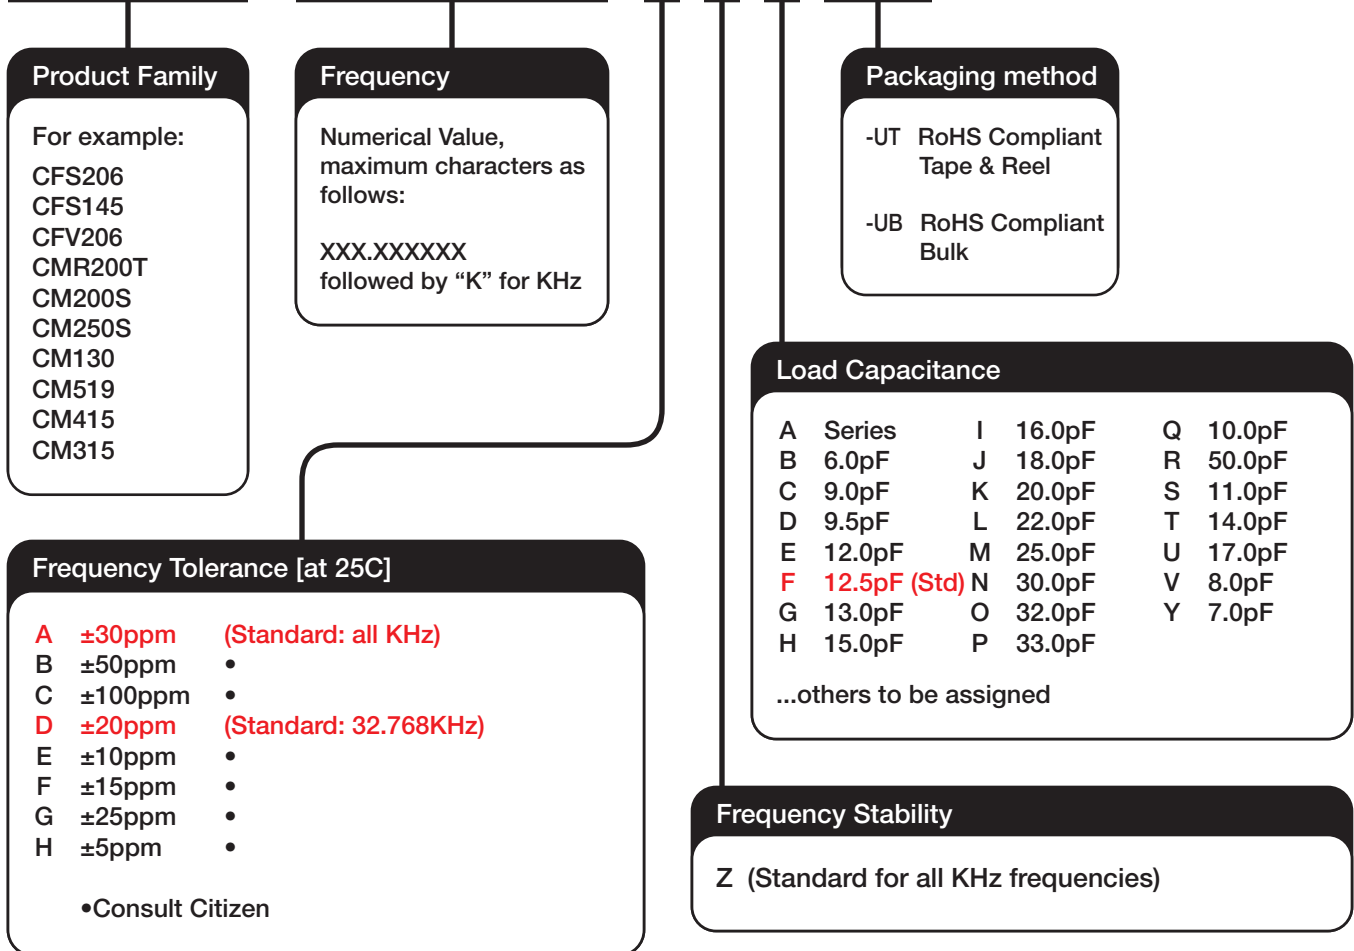 Product Family
For example:
CFS206
CFS145
CFV206
CMR200T
CM200S
CM250S
CM130
CM519
CM415
CM315
Frequency
Numerical Value,
maximum characters as
follows:
XXX.XXXXXX
followed by “K” for KHz
Packaging method
-UT RoHS Compliant
Tape & Reel
-UB RoHS Compliant
Bulk
Load Capacitance
A Series I 16.0pF Q 10.0pF
B 6.0pF J 18.0pF R 50.0pF
C 9.0pF K 20.0pF S 11.0pF
D 9.5pF L 22.0pF T 14.0pF
E 12.0pF M 25.0pF U 17.0pF
F 12.5pF (Std) N 30.0pF V 8.0pF
G 13.0pF O 32.0pF Y 7.0pF
H 15.0pF P 33.0pF
...others to be assigned
Frequency Tolerance [at 25C]
A ±30ppm (Standard: all KHz)
B ±50ppm •
C ±100ppm •
D ±20ppm (Standard: 32.768KHz)
E ±10ppm •
F ±15ppm •
G ±25ppm •
H ±5ppm •
•Consult Citizen
Frequency Stability
Z (Standard for all KHz frequencies)